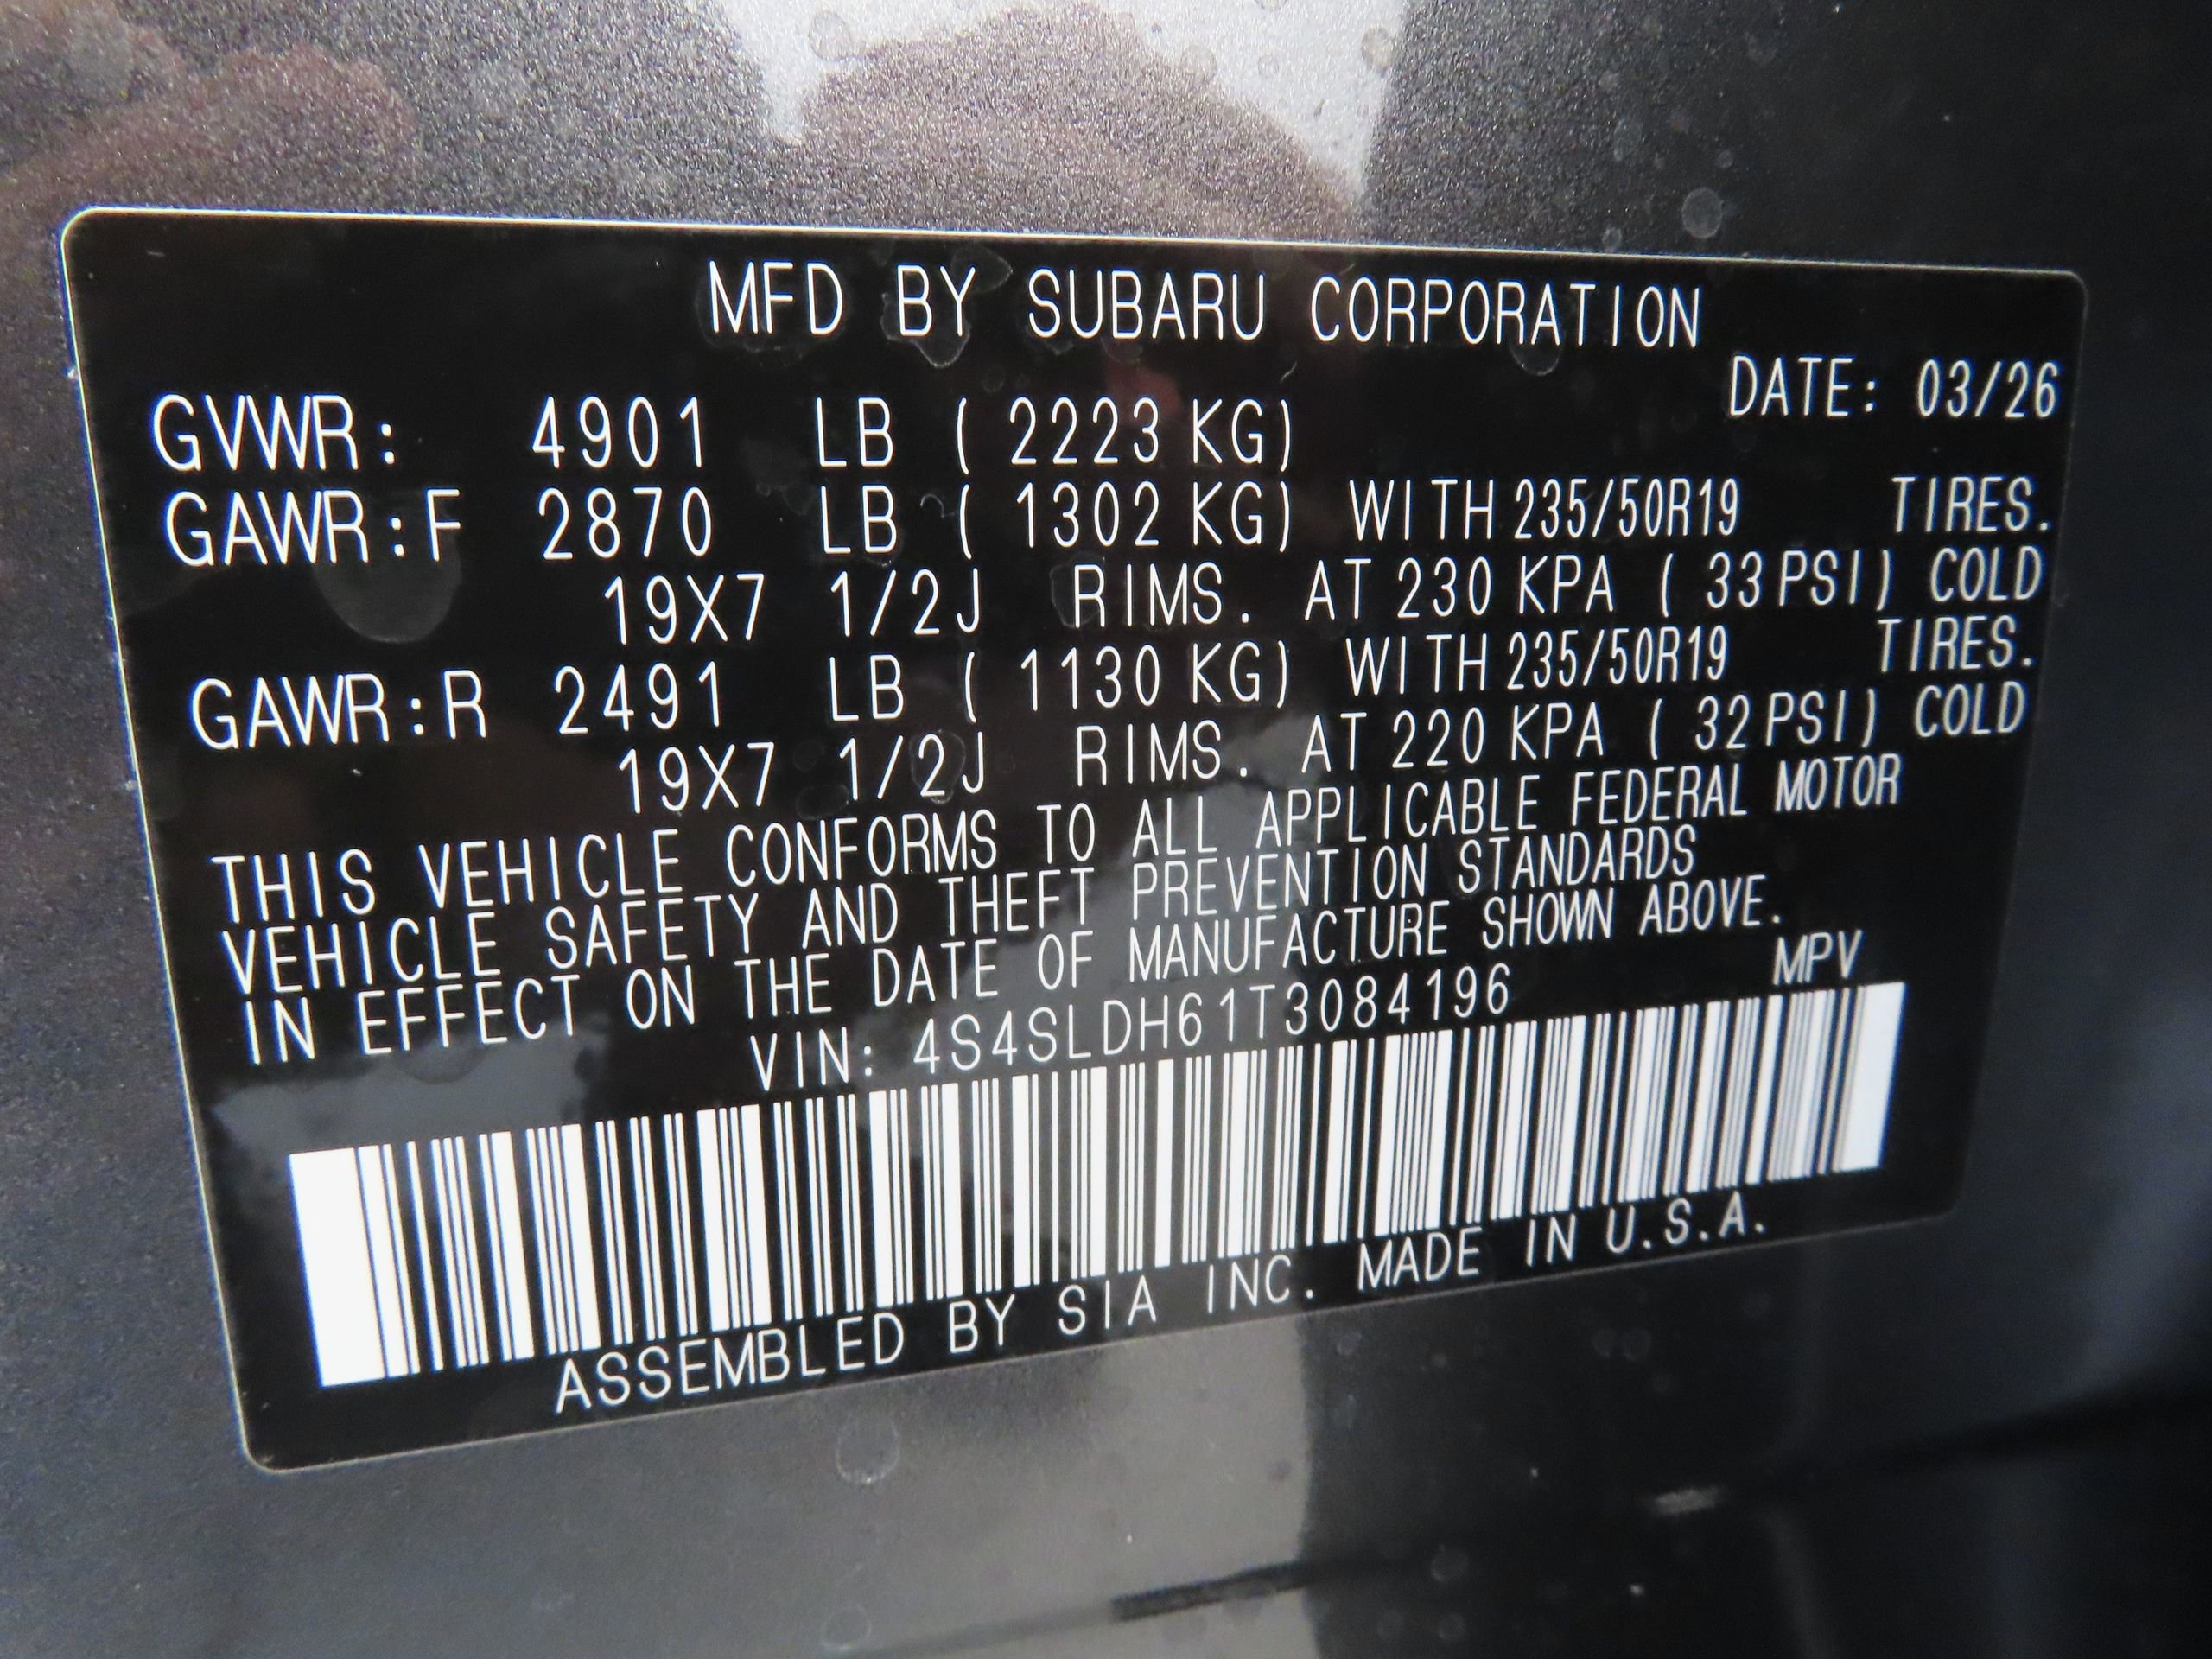 MFD BY SUBARU CORPORATION
DATE: 03/26
GVWR: 4901 LB ( 2223 KG)
GAWR:F 2870 LB ( 1302 KG) WITH 235/50R19 TIRES.
19X7 1/2J RIMS. AT 230 KPA ( 33 PSI) COLD
GAWR:R 2491 LB ( 1130 KG) WITH 235/50R19 TIRES.
19X7 1/2J RIMS. AT 220 KPA ( 32 PSI) COLD
THIS VEHICLE CONFORMS TO ALL APPLICABLE FEDERAL MOTOR
VEHICLE SAFETY AND THEFT PREVENTION STANDARDS
IN EFFECT ON THE DATE OF MANUFACTURE SHOWN ABOVE.
VIN: 4S4SLDH61T3084196 MPV
ASSEMBLED BY SIA INC. MADE IN U.S.A.